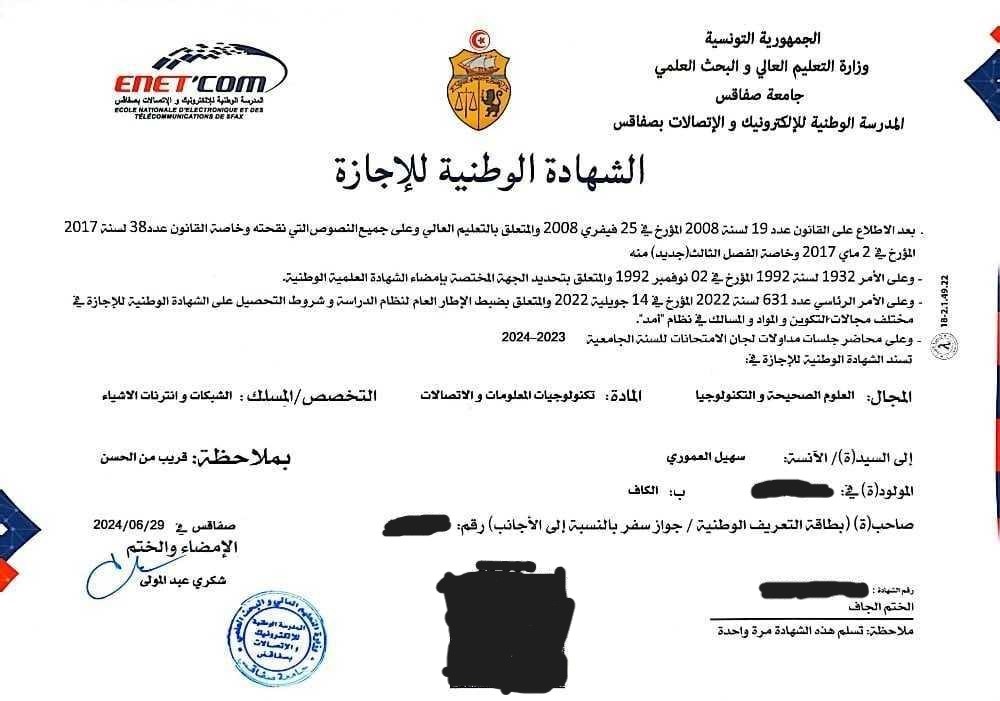 ENET'COM
المدرسة الوطنية للإلكترونيك و الإتصالات بصفاقس
ECOLE NATIONALE D'ELECTRONIQUE ET DES
TÉLÉCOMMUNICATIONS DE SFAX
الجمهورية التونسية
وزارة التعليم العالي و البحث العلمي
جامعة صفاقس
المدرسة الوطنية للإلكترونيك و الإتصالات بصفاقس
الشهادة الوطنية للإجازة
. بعد الاطلاع على القانون عدد 19 لسنة 2008 المؤرخ في 25 فيفري 2008 والمتعلق بالتعليم العالي وعلى جميع النصوص التي نقحته وخاصة القانون عدد38 لسنة 2017
المؤرخ في 2 ماي 2017 وخاصة الفصل الثالث(جديد) منه
- وعلى الأمر 1932 لسنة 1992 المؤرخ في 02 نوفمبر 1992 والمتعلق بتحديد الجهة المختصة بإمضاء الشهادة العلمية الوطنية.
- وعلى الأمر الرئاسي عدد 631 لسنة 2022 المؤرخ في 14 جويلية 2022 والمتعلق بضبط الإطار العام لنظام الدراسة و شروط التحصيل على الشهادة الوطنية للإجازة في
مختلف مجالات التكوين و المواد و المسالك في نظام "أمد".
- وعلى محاضر جلسات مداولات لجان الامتحانات للسنة الجامعية 2023–2024
تسند الشهادة الوطنية للإجازة في:
18-2.1.49.22
المجال: العلوم الصحيحة و التكنولوجيا المادة: تكنولوجيات المعلومات و الاتصالات التخصص/المسلك: الشبكات و انترنات الاشياء
إلى السيد(ة)/ الآنسة: سهيل العموري بملاحظة: قريب من الحسن
المولود(ة) في: ب: الكاف
صاحب(ة) (بطاقة التعريف الوطنية / جواز سفر بالنسبة إلى الأجانب) رقم:
صفاقس في 2024/06/29
الإمضاء والختم
شكري عبد المولى
وزارة التعليم العالي و البحث العلمي
المدرسة الوطنية
للإلكترونيك
و الإتصالات
بصفاقس
جامعة صفاقس
رقم الشهادة :
الختم الجاف
ملاحظة: تسلم هذه الشهادة مرة واحدة